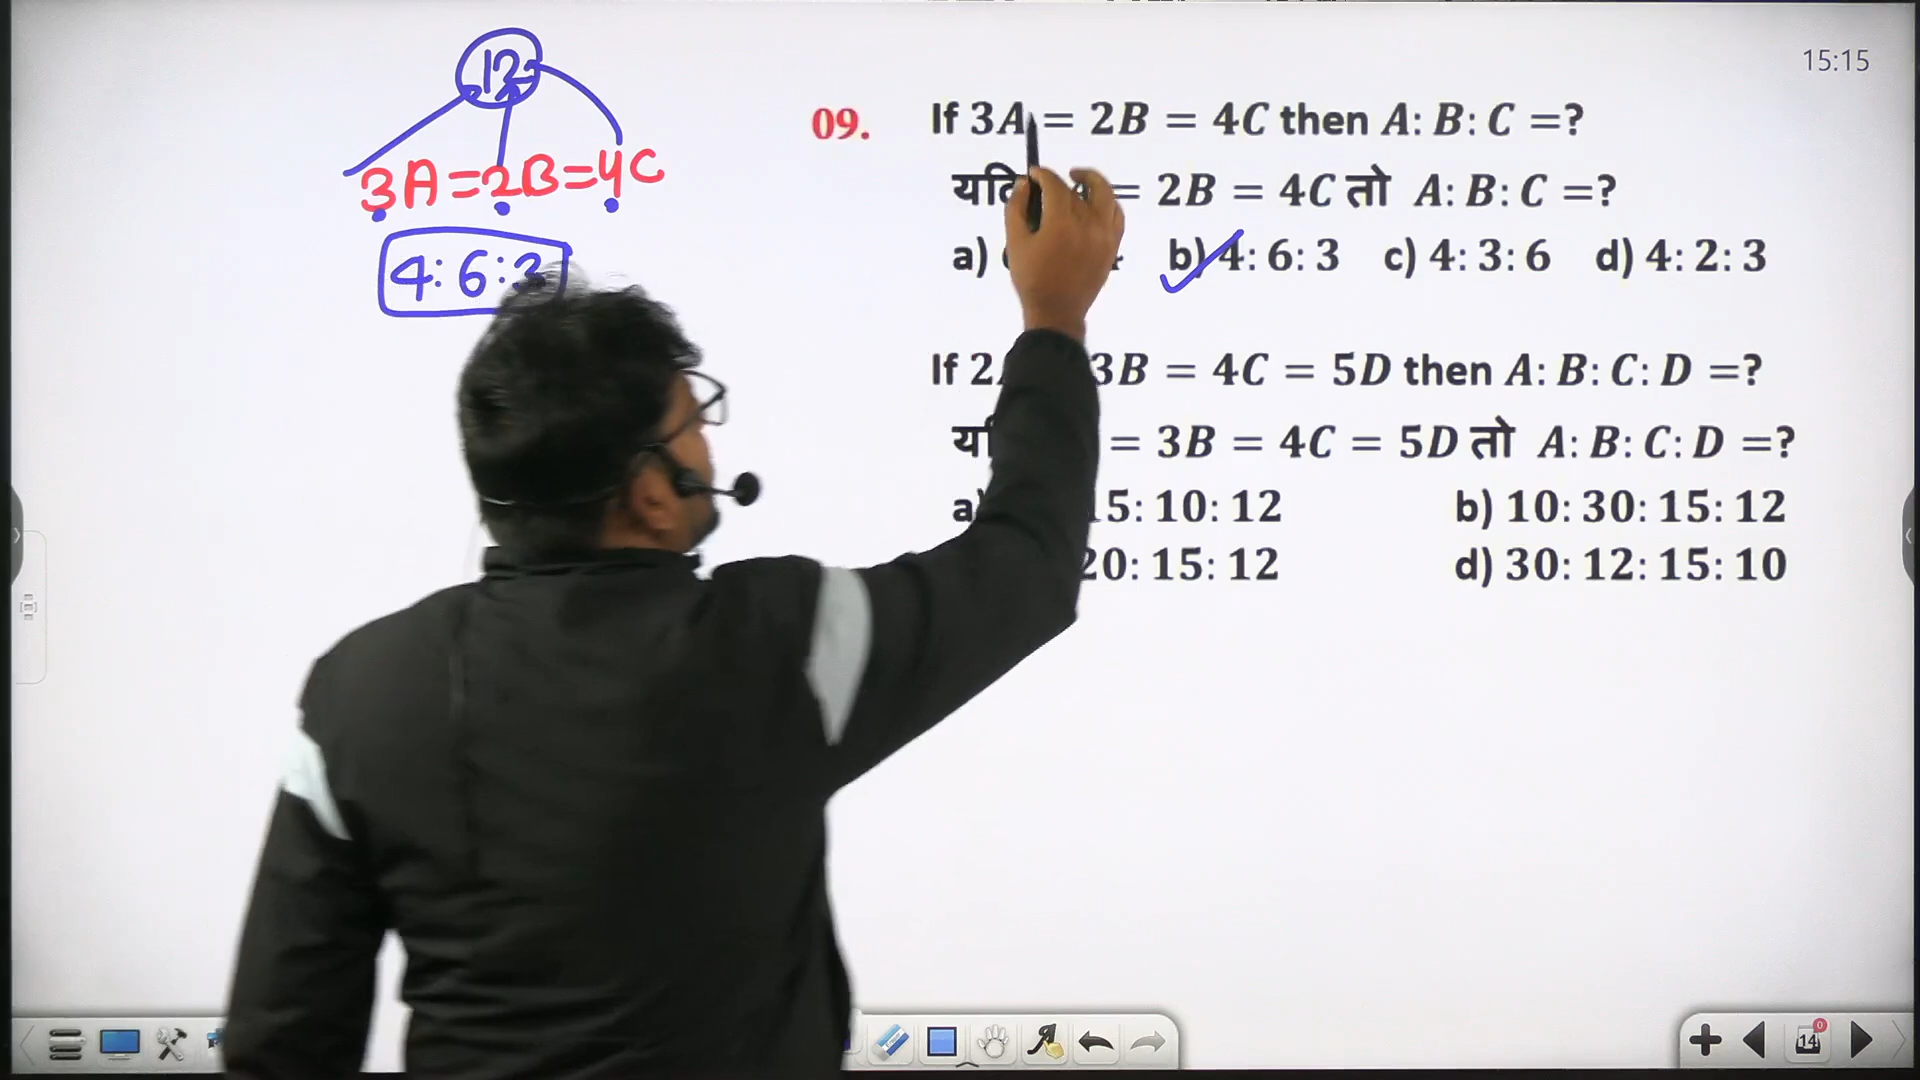 15:15
12
3A=2B=4C
4:6:3
09. If 3A = 2B = 4C then A: B: C =?
= 2B = 4C तो A: B: C =?
a) b) 4: 6: 3 c) 4: 3: 6 d) 4: 2: 3
If 2 3B = 4C = 5D then A: B: C: D =?
= 3B = 4C = 5D तो A: B: C: D =?
a 15: 10: 12 b) 10: 30: 15: 12
20: 15: 12 d) 30: 12: 15: 10
14
0